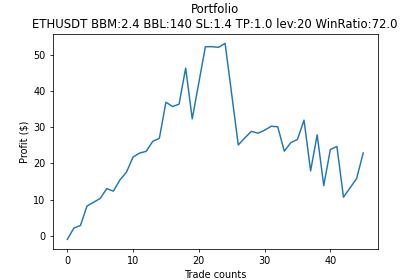 Portfolio
ETHUSDT BBM:2.4 BBL:140 SL:1.4 TP:1.0 lev:20 WinRatio:72.0
50
40
30
20
10
0
Profit ($)
0 10 20 30 40
Trade counts